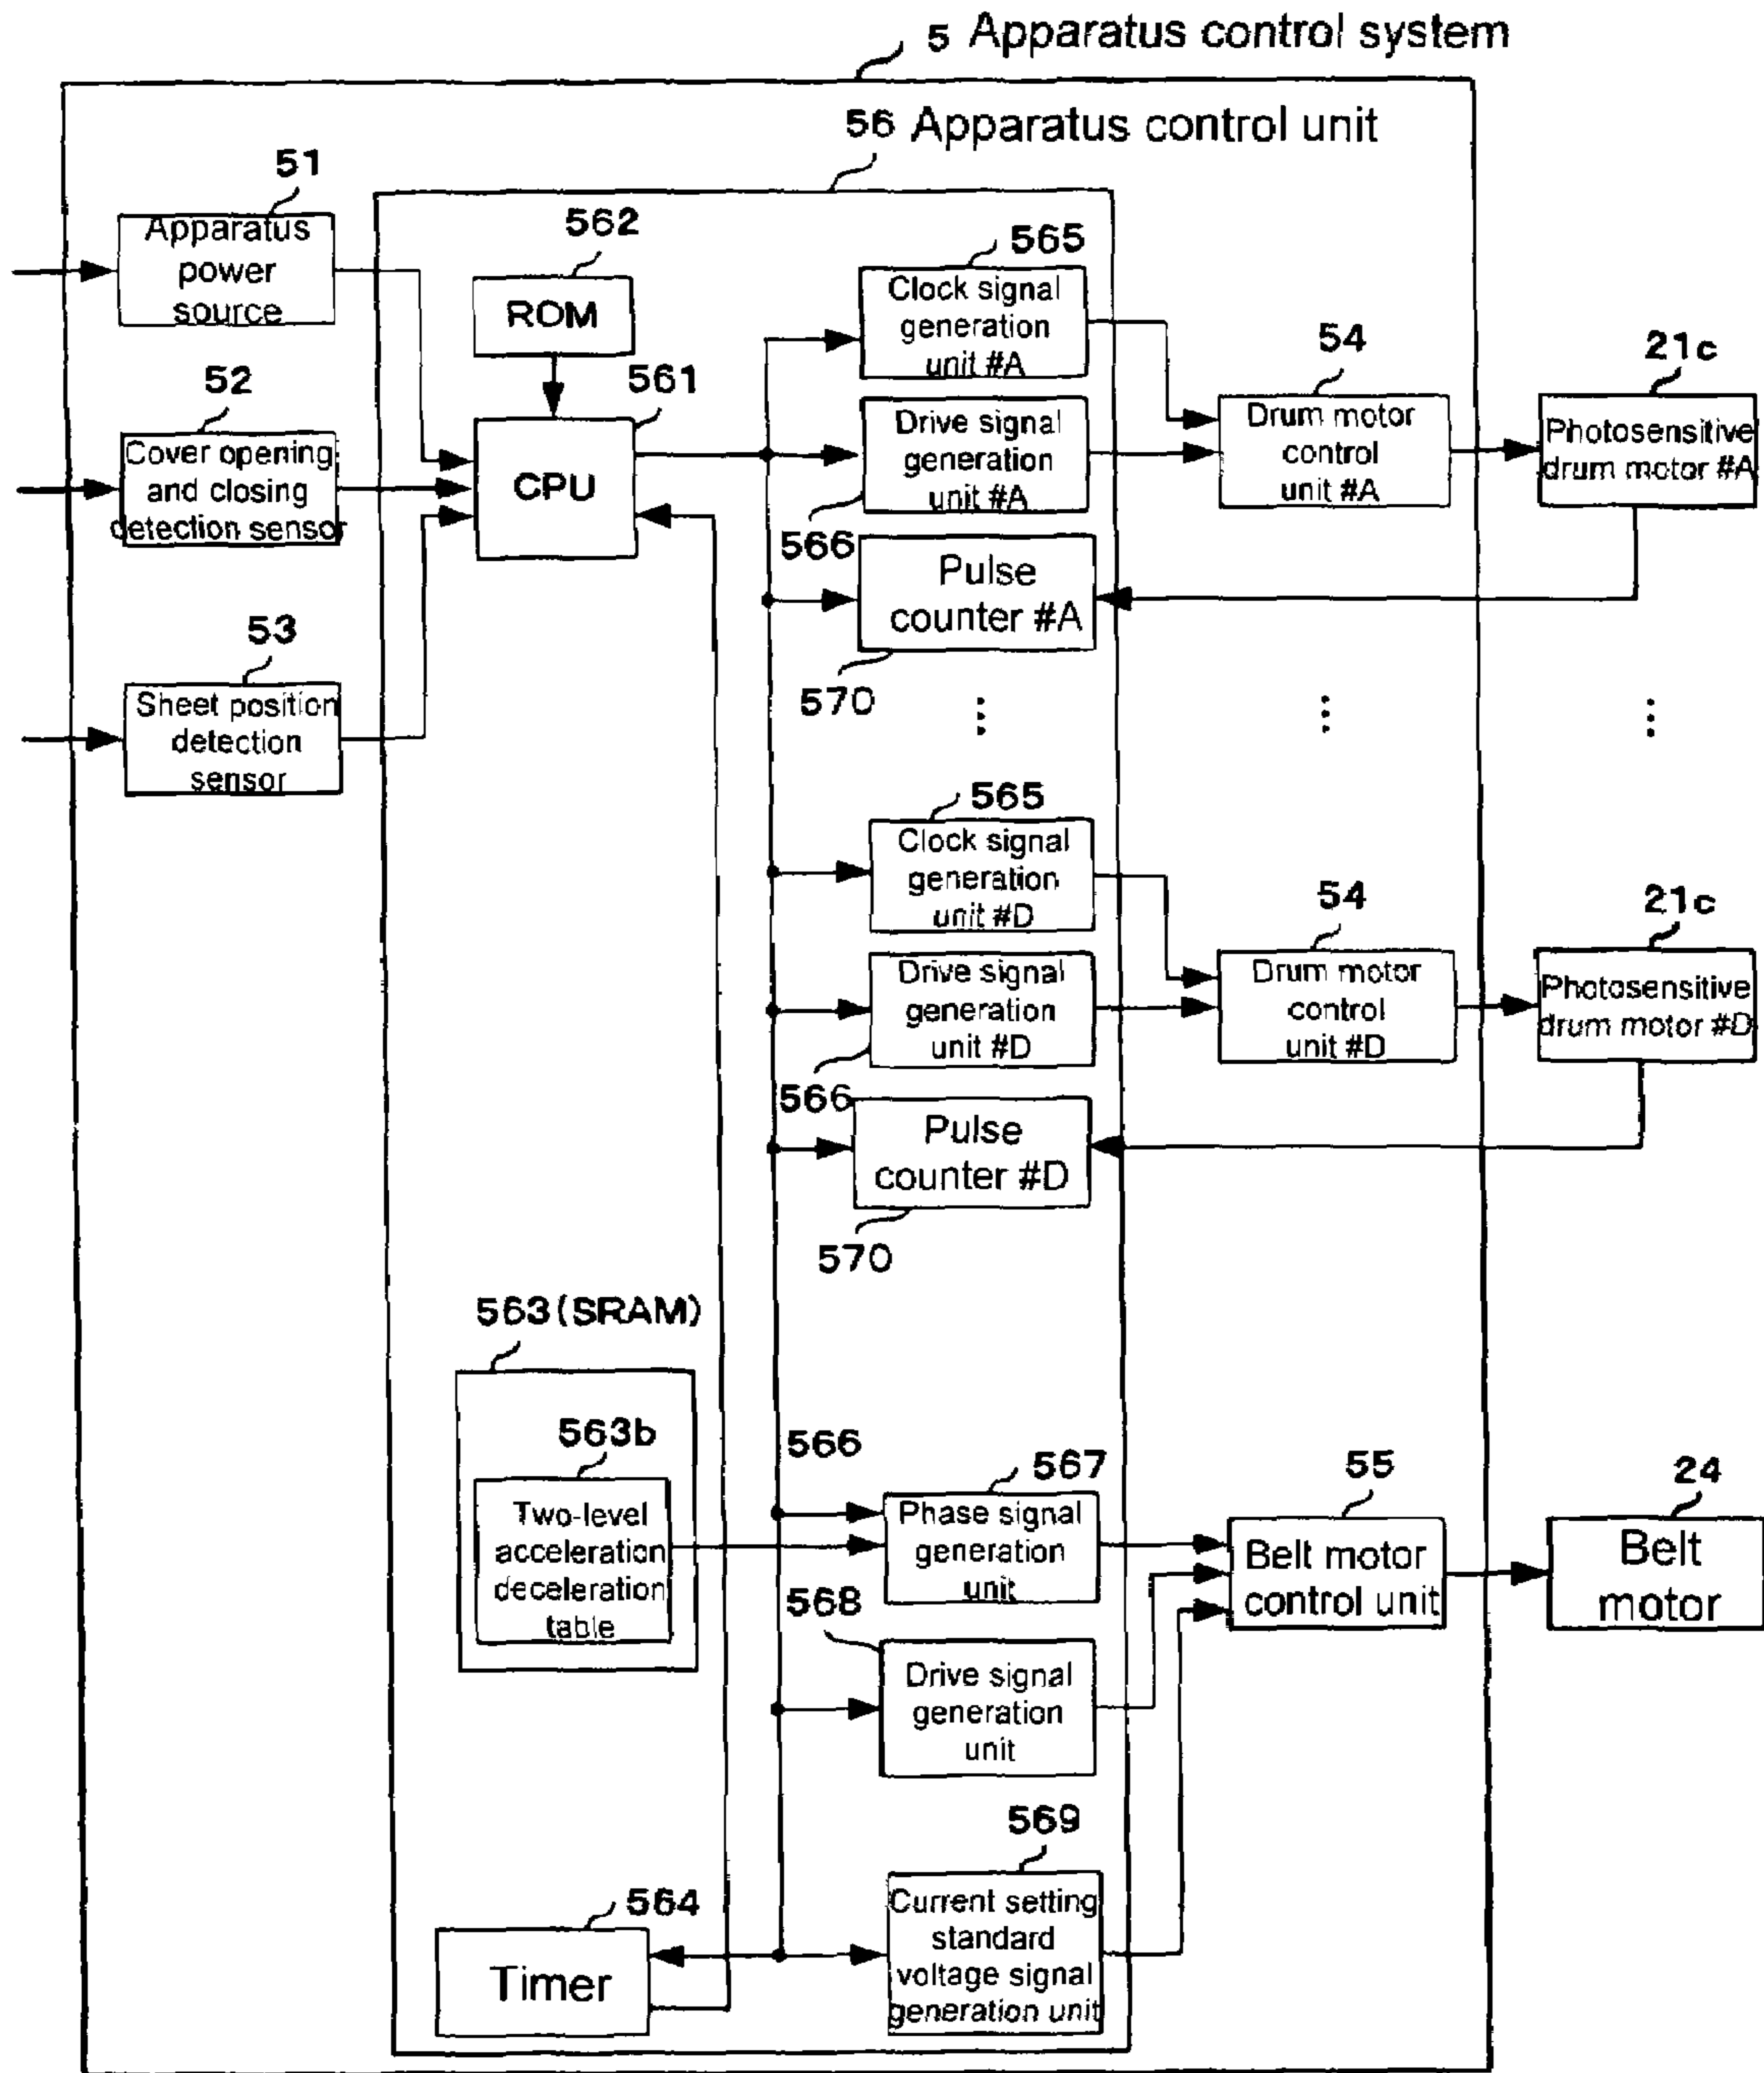 5 Apparatus control system
56 Apparatus control unit
51
Apparatus
power
source
52
Cover opening
and closing
detection sensor
53
Sheet position
detection
sensor
562
ROM
561
CPU
565
Clock signal
generation
unit #A
Drive signal
generation
unit #A
566
Pulse
counter #A
570
54
Drum motor
control
unit #A
21c
Photosensitive
drum motor #A
565
Clock signal
generation
unit #D
Drive signal
generation
unit #D
566
Pulse
counter #D
570
54
Drum motor
control
unit #D
21c
Photosensitive
drum motor #D
563 (SRAM)
563b
Two-level
acceleration
deceleration
table
566
567
Phase signal
generation
unit
568
Drive signal
generation
unit
569
Current setting
standard
voltage signal
generation unit
55
Belt motor
control unit
24
Belt
motor
564
Timer